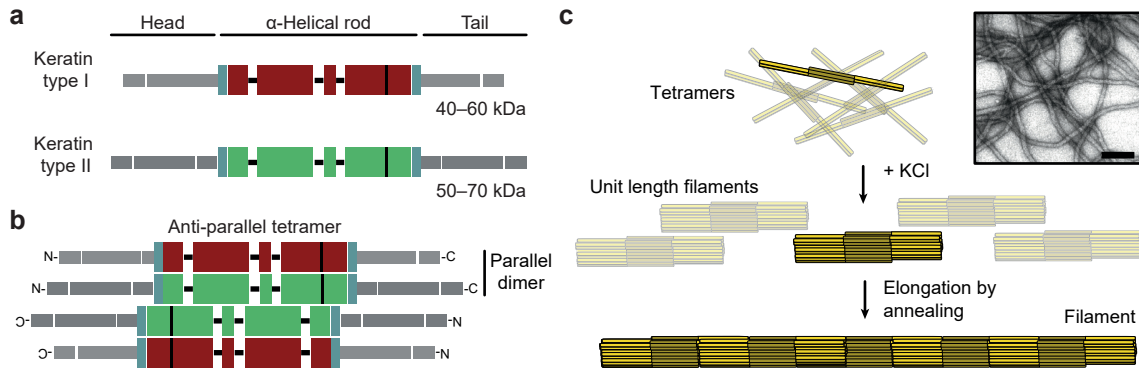 a
Head
α-Helical rod
Tail
Keratin
type I
40–60 kDa
Keratin
type II
50–70 kDa
b
Anti-parallel tetramer
N-
-C
N-
-C
Parallel
dimer
C-
-N
C-
-N
c
Tetramers
+ KCl
Unit length filaments
Elongation by
annealing
Filament